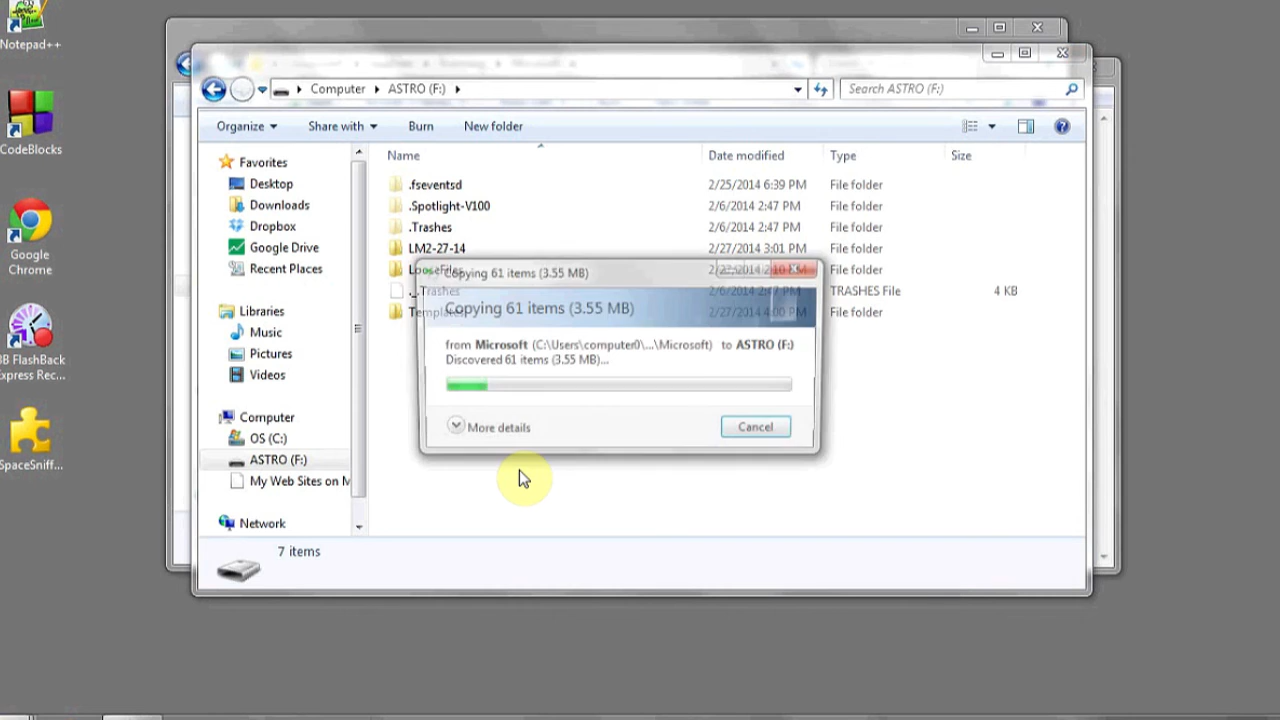 Notepad++
CodeBlocks
Google
Chrome
BB FlashBack
Express Rec...
SpaceSniff...
Computer
ASTRO (F:)
Search ASTRO (F:)
Organize
Share with
Burn
New folder
Favorites
Desktop
Downloads
Dropbox
Google Drive
Recent Places
Libraries
Music
Pictures
Videos
Computer
OS (C:)
ASTRO (F:)
My Web Sites on M
Network
Name Date modified Type Size
.fseventsd 2/25/2014 6:39 PM File folder
.Spotlight-V100 2/6/2014 2:47 PM File folder
.Trashes 2/6/2014 2:47 PM File folder
LM2-27-14 2/27/2014 3:01 PM File folder
2/22/2014 2:10 PM File folder
._.Trashes 2/6/2014 2:47 PM TRASHES File 4 KB
2/27/2014 4:00 PM File folder
Copying 61 items (3.55 MB)
Copying 61 items (3.55 MB)
from Microsoft (C:\Users\computer0\...\Microsoft) to ASTRO (F:)
Discovered 61 items (3.55 MB)...
More details
Cancel
7 items